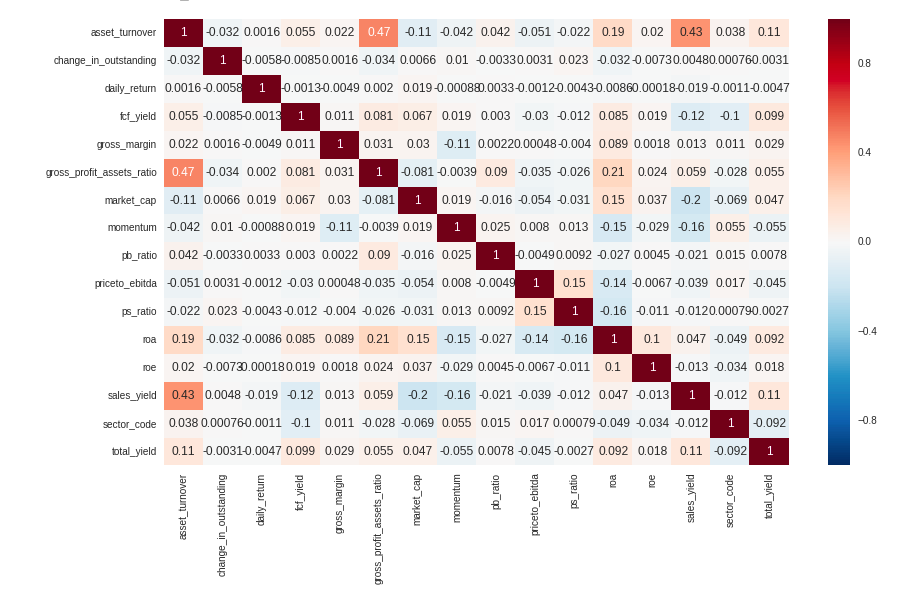 asset_turnover 1 -0.032 0.0016 0.055 0.022 0.47 -0.11 -0.042 0.042 -0.051 -0.022 0.19 0.02 0.43 0.038 0.11
change_in_outstanding -0.032 1 -0.0058 -0.0085 0.0016 -0.034 0.0066 0.01 -0.0033 0.0031 0.023 -0.032 -0.0073 0.0048 0.00076 -0.0031
daily_return 0.0016 -0.0058 1 -0.0013 -0.0049 0.002 0.019 -0.00088 0.0033 -0.0012 -0.0043 -0.0086 -0.00018 -0.019 -0.0011 -0.0047
fcf_yield 0.055 -0.0085 -0.0013 1 0.011 0.081 0.067 0.019 0.003 -0.03 -0.012 0.085 0.019 -0.12 -0.1 0.099
gross_margin 0.022 0.0016 -0.0049 0.011 1 0.031 0.03 -0.11 0.0022 0.00048 -0.004 0.089 0.0018 0.013 0.011 0.029
gross_profit_assets_ratio 0.47 -0.034 0.002 0.081 0.031 1 -0.081 -0.0039 0.09 -0.035 -0.026 0.21 0.024 0.059 -0.028 0.055
market_cap -0.11 0.0066 0.019 0.067 0.03 -0.081 1 0.019 -0.016 -0.054 -0.031 0.15 0.037 -0.2 -0.069 0.047
momentum -0.042 0.01 -0.00088 0.019 -0.11 -0.0039 0.019 1 0.025 0.008 0.013 -0.15 -0.029 -0.16 0.055 -0.055
pb_ratio 0.042 -0.0033 0.0033 0.003 0.0022 0.09 -0.016 0.025 1 -0.0049 0.0092 -0.027 0.0045 -0.021 0.015 0.0078
priceto_ebitda -0.051 0.0031 -0.0012 -0.03 0.00048 -0.035 -0.054 0.008 -0.0049 1 0.15 -0.14 -0.0067 -0.039 0.017 -0.045
ps_ratio -0.022 0.023 -0.0043 -0.012 -0.004 -0.026 -0.031 0.013 0.0092 0.15 1 -0.16 -0.011 -0.012 0.00079 -0.0027
roa 0.19 -0.032 -0.0086 0.085 0.089 0.21 0.15 -0.15 -0.027 -0.14 -0.16 1 0.1 0.047 -0.049 0.092
roe 0.02 -0.0073 -0.00018 0.019 0.0018 0.024 0.037 -0.029 0.0045 -0.0067 -0.011 0.1 1 -0.013 -0.034 0.018
sales_yield 0.43 0.0048 -0.019 -0.12 0.013 0.059 -0.2 -0.16 -0.021 -0.039 -0.012 0.047 -0.013 1 -0.012 0.11
sector_code 0.038 0.00076 -0.0011 -0.1 0.011 -0.028 -0.069 0.055 0.015 0.017 0.00079 -0.049 -0.034 -0.012 1 -0.092
total_yield 0.11 -0.0031 -0.0047 0.099 0.029 0.055 0.047 -0.055 0.0078 -0.045 -0.0027 0.092 0.018 0.11 -0.092 1
asset_turnover
change_in_outstanding
daily_return
fcf_yield
gross_margin
gross_profit_assets_ratio
market_cap
momentum
pb_ratio
priceto_ebitda
ps_ratio
roa
roe
sales_yield
sector_code
total_yield
0.8
0.4
0.0
−0.4
−0.8